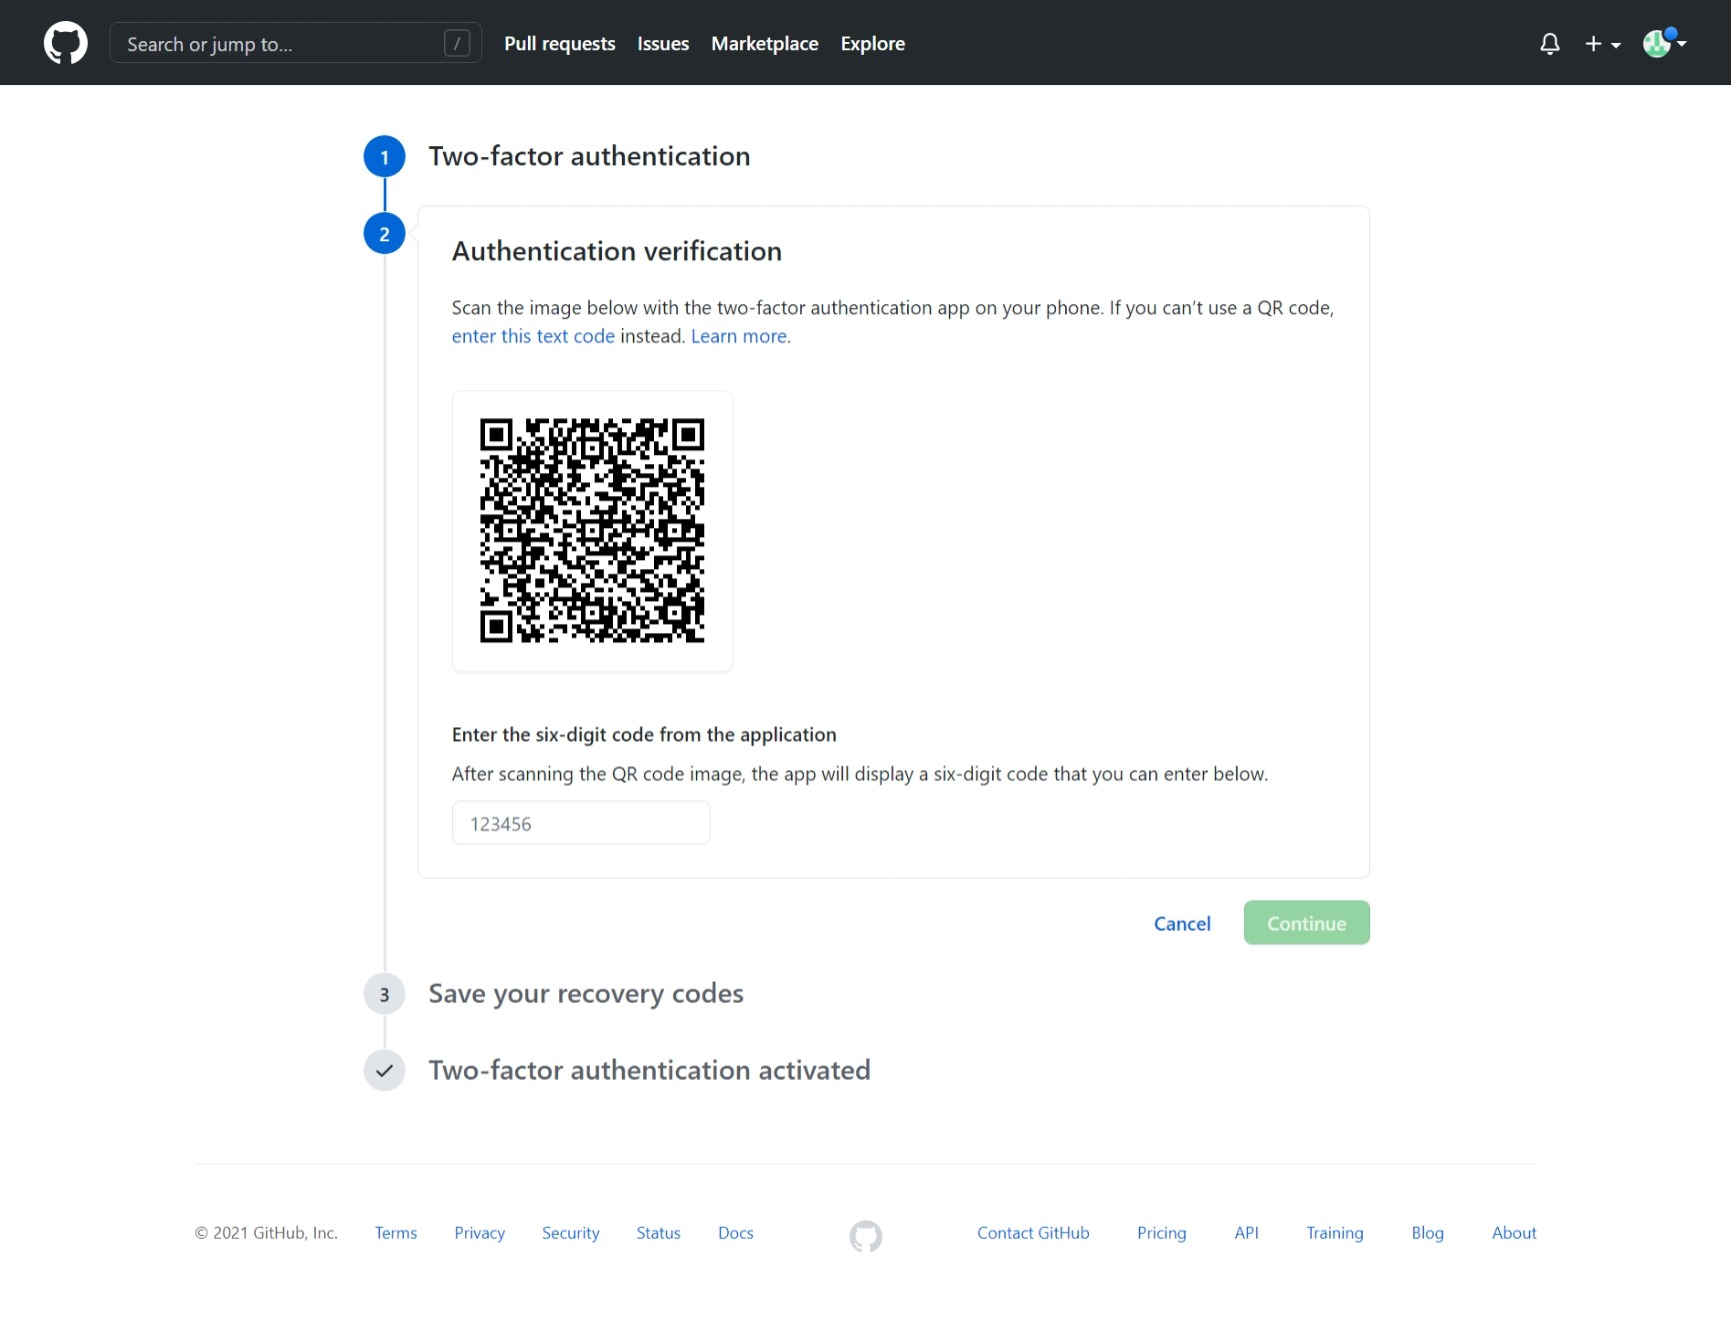 Search or jump to... /
Pull requests Issues Marketplace Explore
1 Two-factor authentication
2
Authentication verification
Scan the image below with the two-factor authentication app on your phone. If you can’t use a QR code,
enter this text code instead. Learn more.
Enter the six-digit code from the application
After scanning the QR code image, the app will display a six-digit code that you can enter below.
123456
Cancel Continue
3 Save your recovery codes
Two-factor authentication activated
© 2021 GitHub, Inc. Terms Privacy Security Status Docs Contact GitHub Pricing API Training Blog About